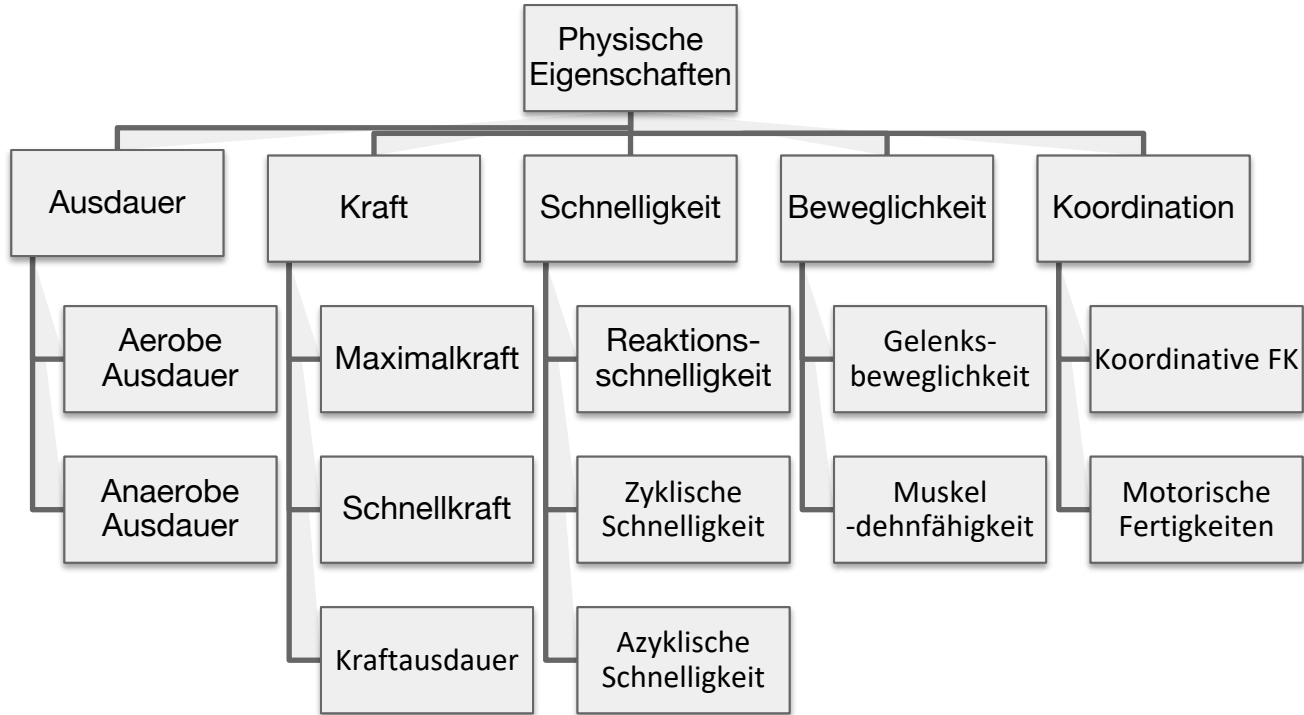 Physische
Eigenschaften
Ausdauer
Kraft
Schnelligkeit
Beweglichkeit
Koordination
Aerobe
Ausdauer
Maximalkraft
Reaktions-
schnelligkeit
Gelenks-
beweglichkeit
Koordinative FK
Anaerobe
Ausdauer
Schnellkraft
Zyklische
Schnelligkeit
Muskel
-dehnfähigkeit
Motorische
Fertigkeiten
Kraftausdauer
Azyklische
Schnelligkeit